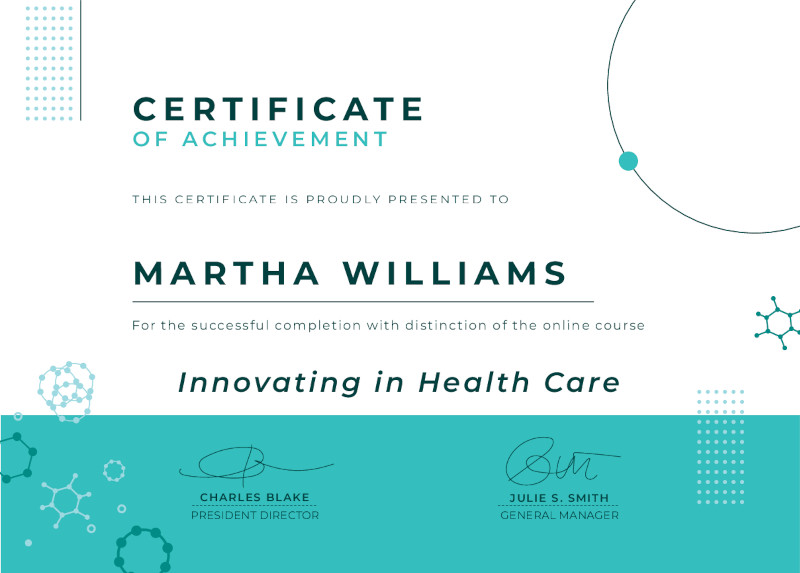 CERTIFICATE
OF ACHIEVEMENT
THIS CERTIFICATE IS PROUDLY PRESENTED TO
MARTHA WILLIAMS
For the successful completion with distinction of the online course
Innovating in Health Care
CHARLES BLAKE
PRESIDENT DIRECTOR
JULIE S. SMITH
GENERAL MANAGER